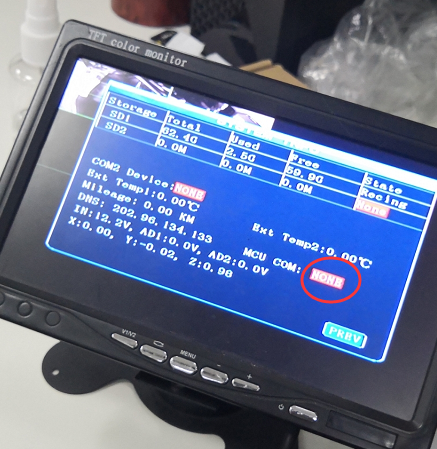 TFT color monitor
Storage Total Used Free State
SD1 62.4G 2.5G 59.9G Recing
SD2 0.0M 0.0M 0.0M None
COM2 Device:NONE
Ext Temp1:0.00℃ Ext Temp2:0.00℃
Mileage: 0.00 KM
DNS: 202.96.134.133 MCU COM: NONE
IN:12.2V, AD1:0.0V, AD2:0.0V
X:0.00, Y:-0.02, Z:0.98
PREV
V1/V2 MENU - +